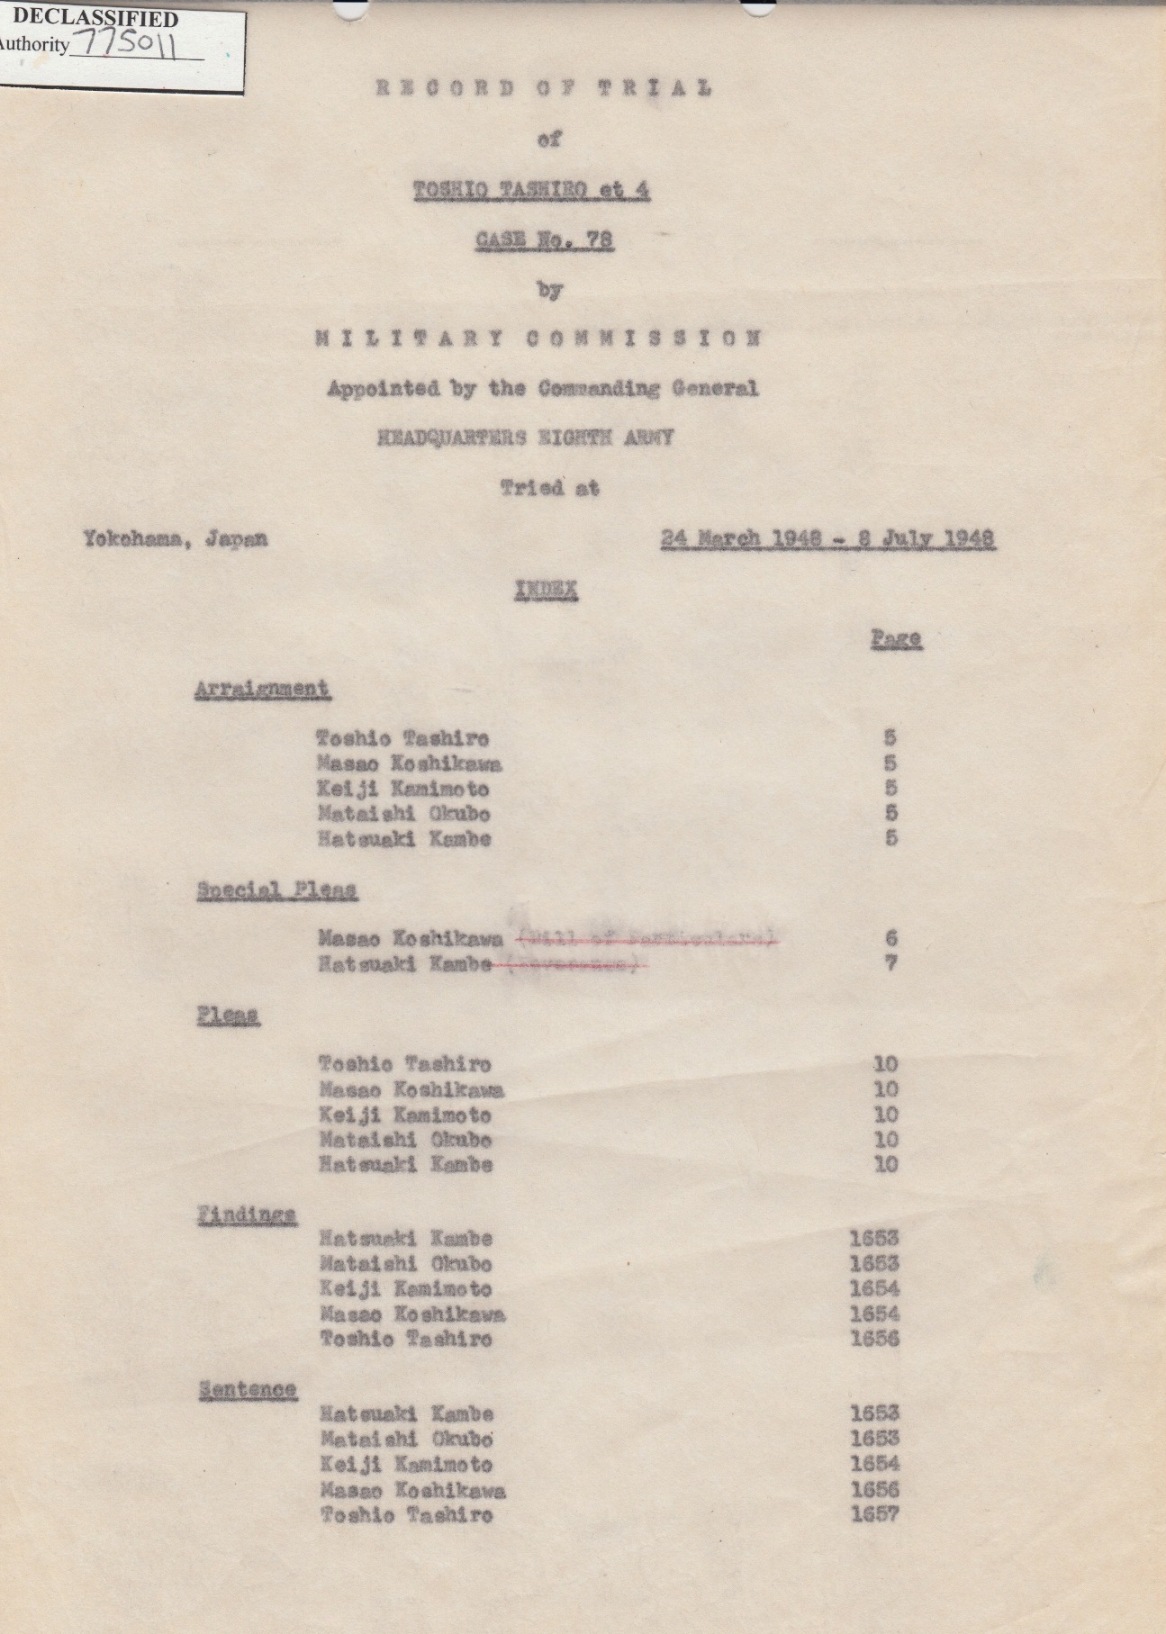 DECLASSIFIED
Authority 775011
RECORD OF TRIAL
of
TOSHIO TASHIRO et 4
CASE No. 78
by
MILITARY COMMISSION
Appointed by the Commanding General
HEADQUARTERS EIGHTH ARMY
Tried at
Yokohama, Japan 24 March 1948 - 8 July 1948
INDEX
Page
Arraignment
Toshio Tashiro 5
Masao Koshikawa 5
Keiji Kamimoto 5
Mataishi Okubo 5
Hatsuaki Kambe 5
Special Pleas
Masao Koshikawa (Bill of Particulars) 6
Hatsuaki Kambe (Severance) 7
Pleas
Toshio Tashiro 10
Masao Koshikawa 10
Keiji Kamimoto 10
Mataishi Okubo 10
Hatsuaki Kambe 10
Findings
Hatsuaki Kambe 1653
Mataishi Okubo 1653
Keiji Kamimoto 1654
Masao Koshikawa 1654
Toshio Tashiro 1656
Sentence
Hatsuaki Kambe 1653
Mataishi Okubo 1653
Keiji Kamimoto 1654
Masao Koshikawa 1656
Toshio Tashiro 1657